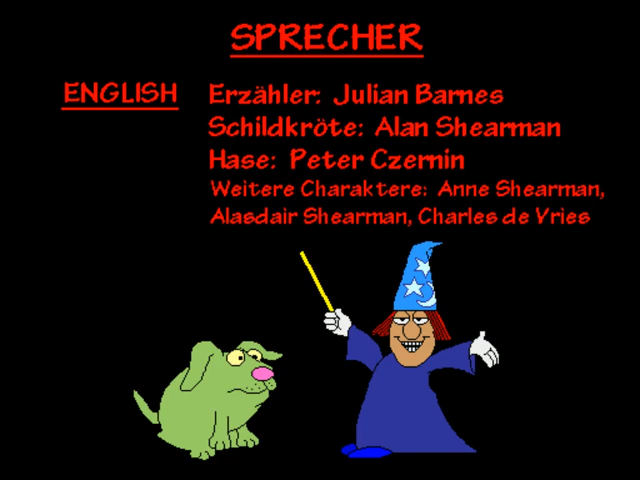 SPRECHER
ENGLISH
Erzähler: Julian Barnes
Schildkröte: Alan Shearman
Hase: Peter Czernin
Weitere Charaktere: Anne Shearman,
Alasdair Shearman, Charles de Vries